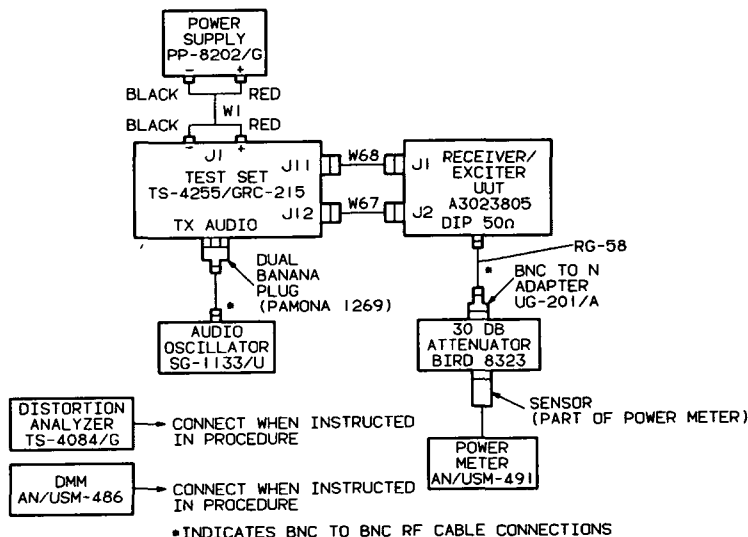 POWER
SUPPLY
PP-8202/G
- +
BLACK RED
W1
BLACK RED
- +
J1
TEST SET
TS-4255/GRC-215
TX AUDIO
J11
J12
W68
W67
J1
J2
RECEIVER/
EXCITER
UUT
A3023805
DIP 50Ω
RG-58
*
BNC TO N
ADAPTER
UG-201/A
DUAL
BANANA
PLUG
(PAMONA 1269)
*
AUDIO
OSCILLATOR
SG-1133/U
30 DB
ATTENUATOR
BIRD 8323
SENSOR
(PART OF POWER METER)
POWER
METER
AN/USM-491
DISTORTION
ANALYZER
TS-4084/G
CONNECT WHEN INSTRUCTED
IN PROCEDURE
DMM
AN/USM-486
CONNECT WHEN INSTRUCTED
IN PROCEDURE
*INDICATES BNC TO BNC RF CABLE CONNECTIONS